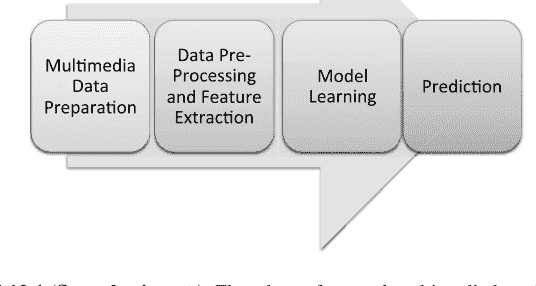 Multimedia
Data
Preparation
Data Pre-
Processing
and Feature
Extraction
Model
Learning
Prediction